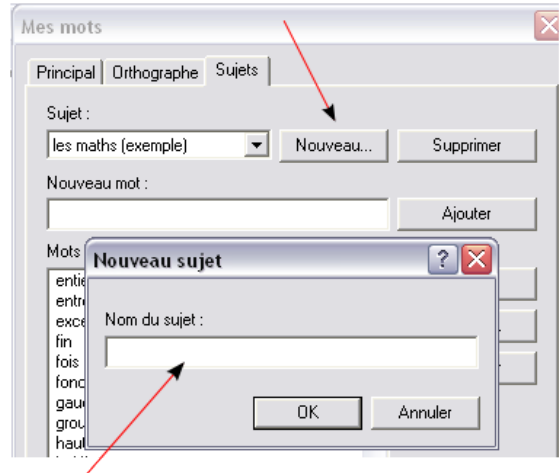 Mes mots
Principal Orthographe Sujets
Sujet :
les maths (exemple) Nouveau... Supprimer
Nouveau mot :
Ajouter
Mots
Nouveau sujet ?
Nom du sujet :
fin
fois
OK Annuler